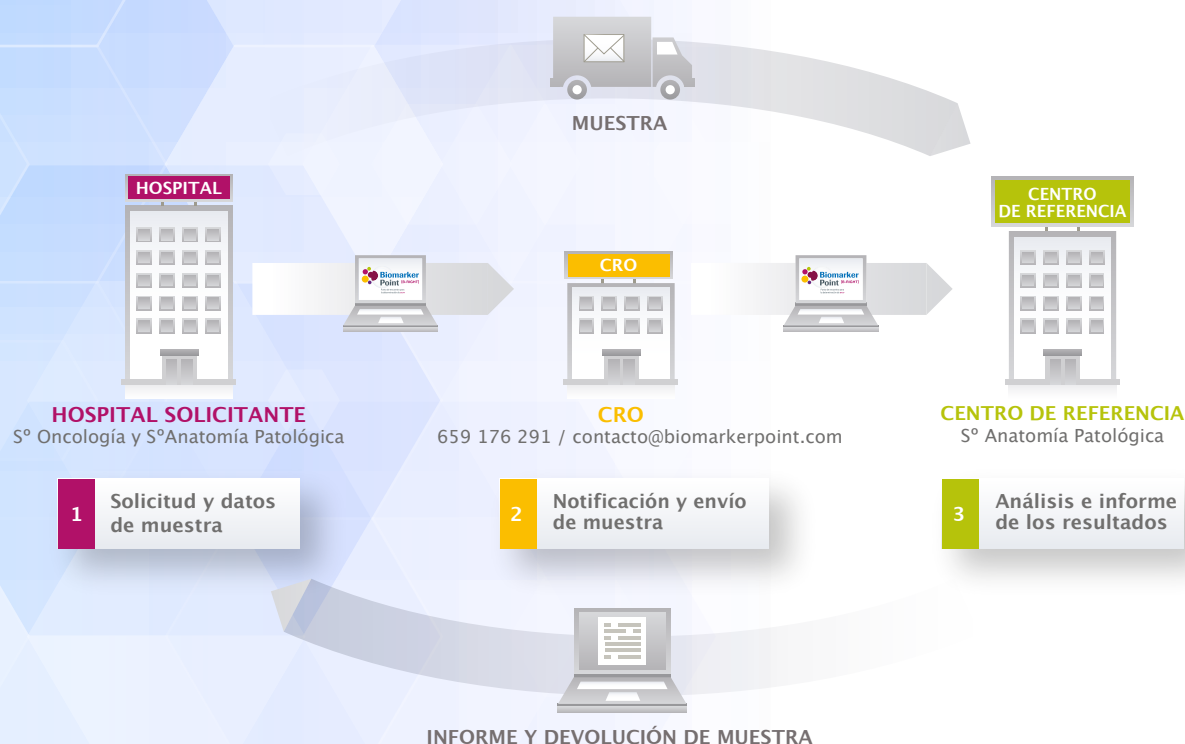 MUESTRA
HOSPITAL
CENTRO
DE REFERENCIA
CRO
Biomarker
Point
Biomarker
Point
HOSPITAL SOLICITANTE
Sº Oncología y SºAnatomía Patológica
CRO
659 176 291 / contacto@biomarkerpoint.com
CENTRO DE REFERENCIA
Sº Anatomía Patológica
1
Solicitud y datos
de muestra
2
Notificación y envío
de muestra
3
Análisis e informe
de los resultados
INFORME Y DEVOLUCIÓN DE MUESTRA